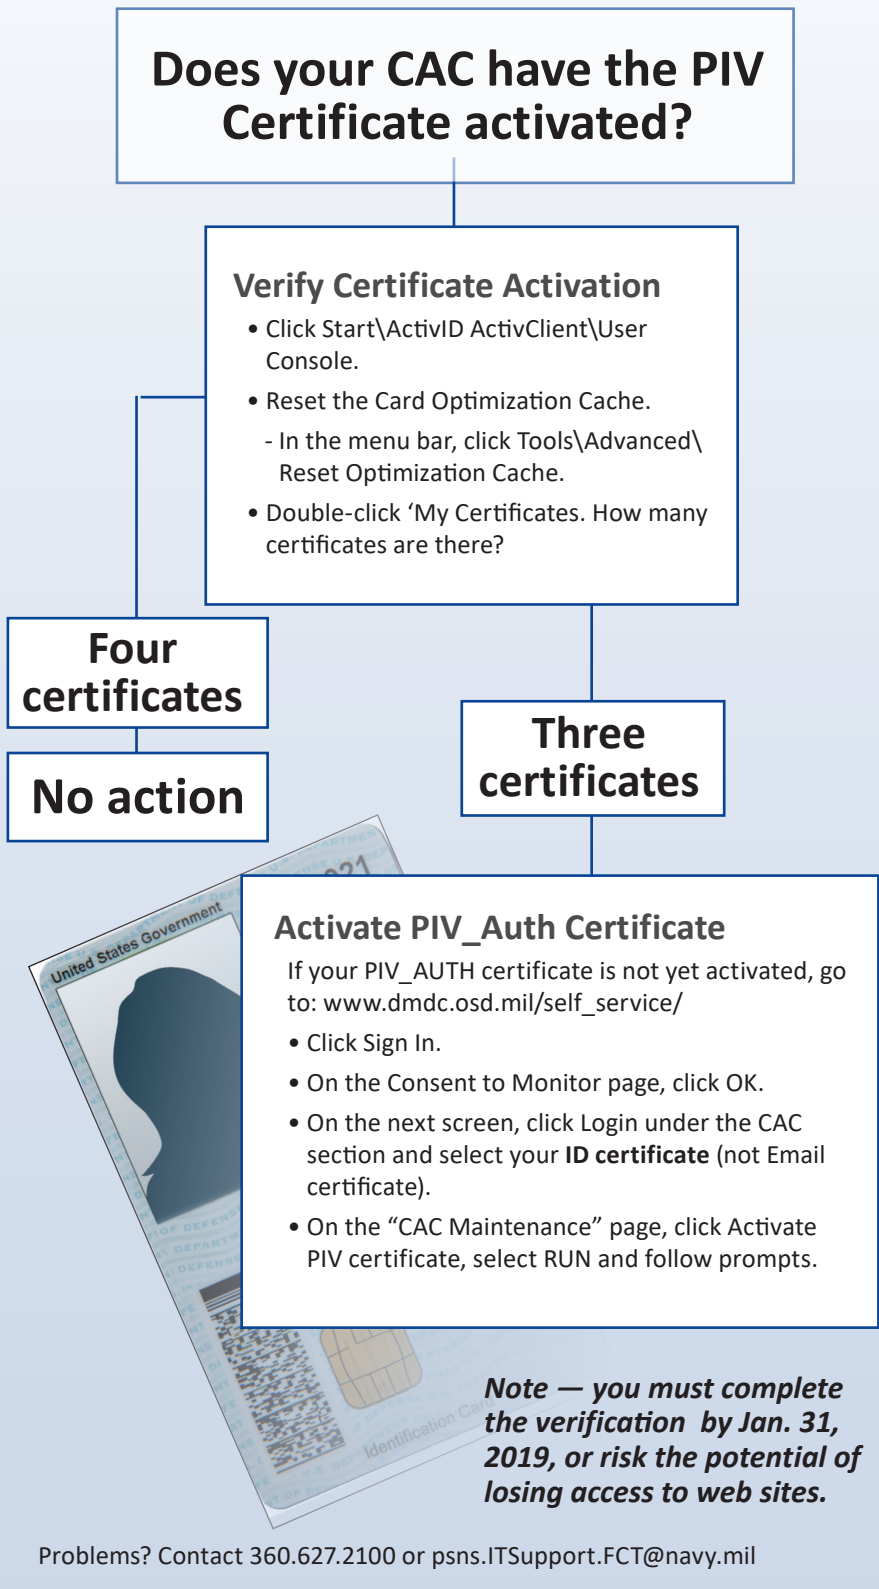 Does your CAC have the PIV
Certificate activated?
Verify Certificate Activation
• Click Start\ActivID ActivClient\User
Console.
• Reset the Card Optimization Cache.
- In the menu bar, click Tools\Advanced\
Reset Optimization Cache.
• Double-click ‘My Certificates. How many
certificates are there?
Four
certificates
No action
Three
certificates
Activate PIV_Auth Certificate
If your PIV_AUTH certificate is not yet activated, go
to: www.dmdc.osd.mil/self_service/
• Click Sign In.
• On the Consent to Monitor page, click OK.
• On the next screen, click Login under the CAC
section and select your ID certificate (not Email
certificate).
• On the “CAC Maintenance” page, click Activate
PIV certificate, select RUN and follow prompts.
United States Government
Identification Card
Note — you must complete
the verification by Jan. 31,
2019, or risk the potential of
losing access to web sites.
Problems? Contact 360.627.2100 or psns.ITSupport.FCT@navy.mil